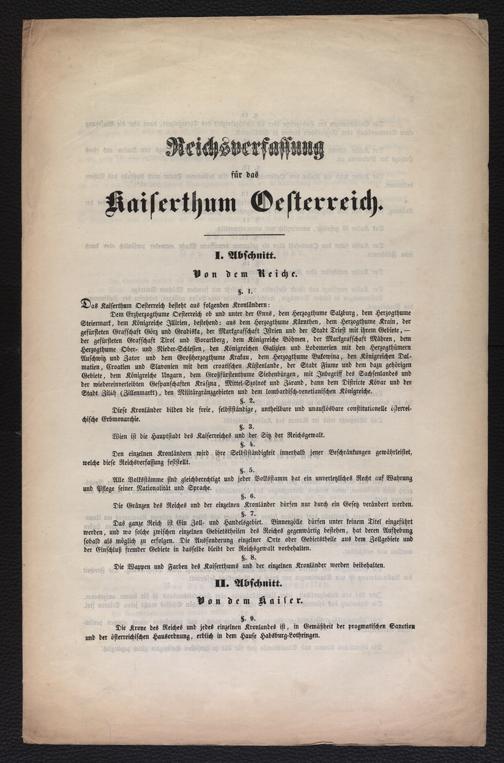 Reichsverfassung
für das
Kaiserthum Oesterreich.
I. Abschnitt.
Von dem Reiche.
§. 1.
Das Kaiserthum Oesterreich besteht aus folgenden Kronländern:
Dem Erzherzogthume Oesterreich ob und unter der Enns, dem Herzogthume Salzburg, dem Herzogthume
Steiermark, dem Königreiche Illirien, bestehend: aus dem Herzogthume Kärnthen, dem Herzogthume Krain, der
gefürsteten Grafschaft Görz und Gradiska, der Markgrafschaft Istrien und der Stadt Triest mit ihrem Gebiete,
der gefürsteten Grafschaft Tirol und Vorarlberg, dem Königreiche Böhmen, der Markgrafschaft Mähren, dem
Herzogthume Ober- und Nieder-Schlesien, den Königreichen Galizien und Lodomerien mit den Herzogthümern
Auschwitz und Zator und dem Großherzogthume Krakau, dem Herzogthume Bukowina, den Königreichen Dal-
matien, Croatien und Slavonien mit dem croatischen Küstenlande, der Stadt Fiume und dem dazu gehörigen
Gebiete, dem Königreiche Ungarn, dem Großfürstenthume Siebenbürgen, mit Inbegriff des Sachsenlandes und
der wiedereinverleibten Gespanschaften Kraszna, Mittel-Szolnok und Zarand, dann dem Districte Kövar und der
Stadt Zilah (Zillenmarkt), den Militärgränzgebieten und dem lombardisch-venetianischen Königreiche.
§. 2.
Diese Kronländer bilden die freie, selbstständige, untheilbare und unauflösbare constitutionelle österrei-
chische Erbmonarchie.
§. 3.
Wien ist die Hauptstadt des Kaiserreiches und der Sitz der Reichsgewalt.
§. 4.
Den einzelnen Kronländern wird ihre Selbstständigkeit innerhalb jener Beschränkungen gewährleistet,
welche diese Reichsverfassung feststellt.
§. 5.
Alle Volksstämme sind gleichberechtigt und jeder Volksstamm hat ein unverletzliches Recht auf Wahrung
und Pflege seiner Nationalität und Sprache.
§. 6.
Die Gränzen des Reiches und der einzelnen Kronländer dürfen nur durch ein Gesetz verändert werden.
§. 7.
Das ganze Reich ist Ein Zoll- und Handelsgebiet. Binnenzölle dürfen unter keinem Titel eingeführt
werden, und wo solche zwischen einzelnen Gebietstheilen des Reiches gegenwärtig bestehen, hat deren Aufhebung
sobald als möglich zu erfolgen. Die Ausscheidung einzelner Orte oder Gebietstheile aus dem Zollgebiete und
der Einschluß fremder Gebiete in dasselbe bleibt der Reichsgewalt vorbehalten.
§. 8.
Die Wappen und Farben des Kaiserthums und der einzelnen Kronländer werden beibehalten.
II. Abschnitt.
Von dem Kaiser.
§. 9.
Die Krone des Reiches und jedes einzelnen Kronlandes ist, in Gemäßheit der pragmatischen Sanction
und der österreichischen Hausordnung, erblich in dem Hause Habsburg-Lothringen.